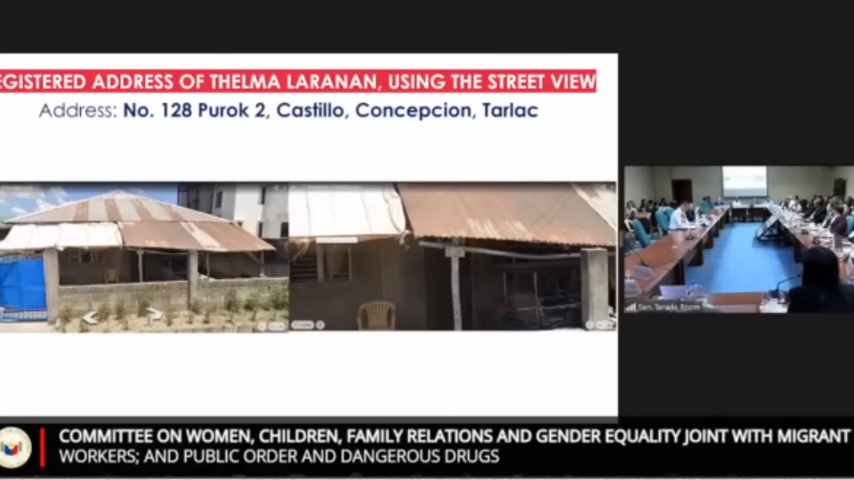 EGISTERED ADDRESS OF THELMA LARANAN, USING THE STREET VIEW
Address: No. 128 Purok 2, Castillo, Concepcion, Tarlac
Sen. Tanada Room
COMMITTEE ON WOMEN, CHILDREN, FAMILY RELATIONS AND GENDER EQUALITY JOINT WITH MIGRANT
WORKERS; AND PUBLIC ORDER AND DANGEROUS DRUGS